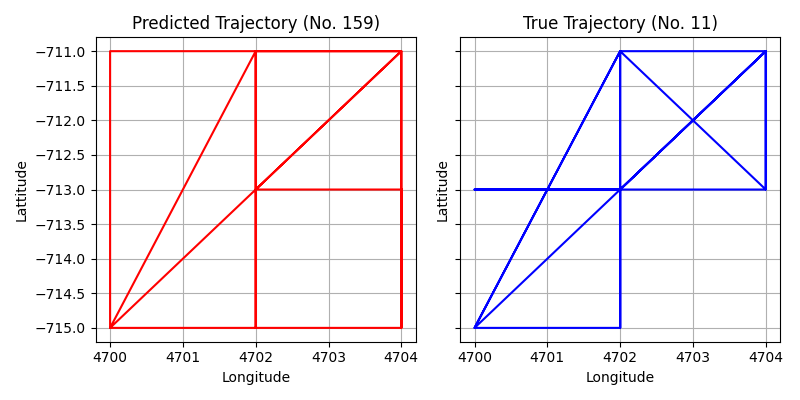 Predicted Trajectory (No. 159)
Lattitude
−711.0
−711.5
−712.0
−712.5
−713.0
−713.5
−714.0
−714.5
−715.0
4700 4701 4702 4703 4704
Longitude
True Trajectory (No. 11)
Lattitude
4700 4701 4702 4703 4704
Longitude